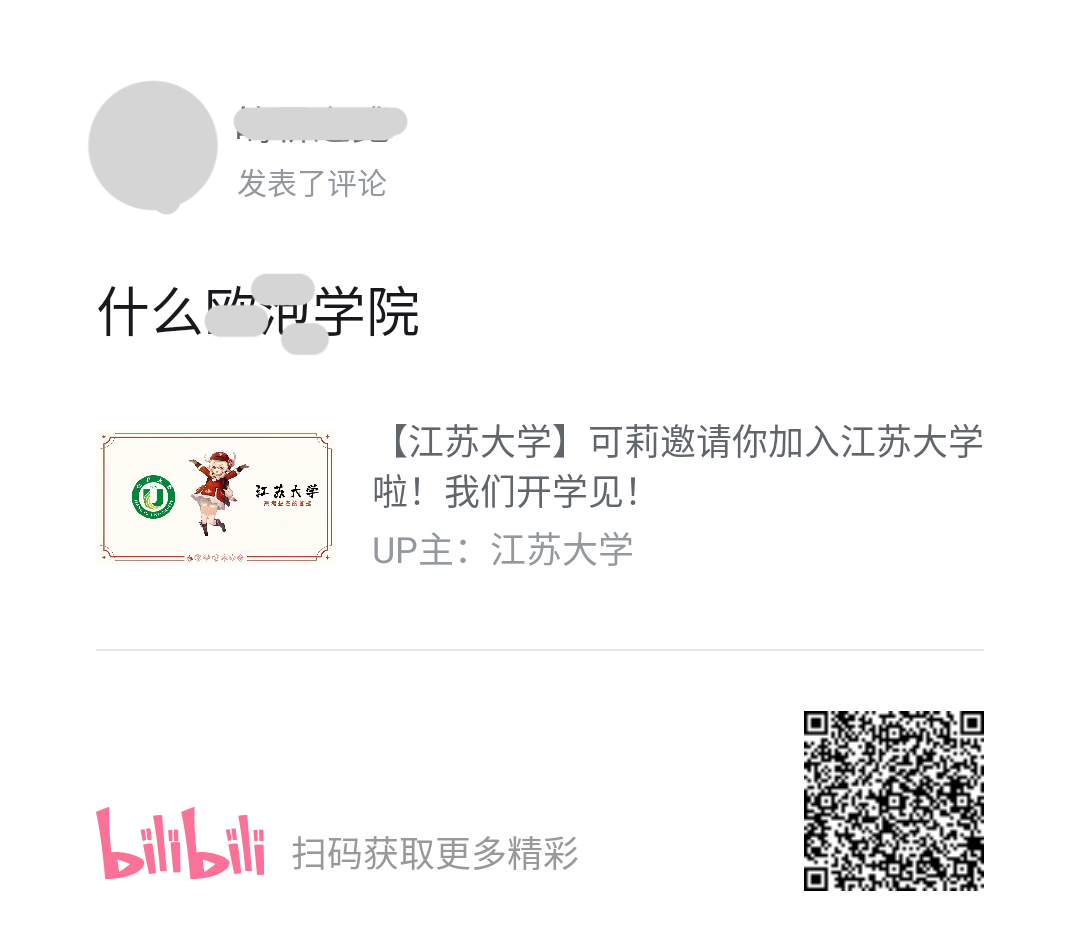 发表了评论
什么欧泡学院
【江苏大学】可莉邀请你加入江苏大学
啦！我们开学见！
UP主：江苏大学
江苏大学
bilibili
扫码获取更多精彩